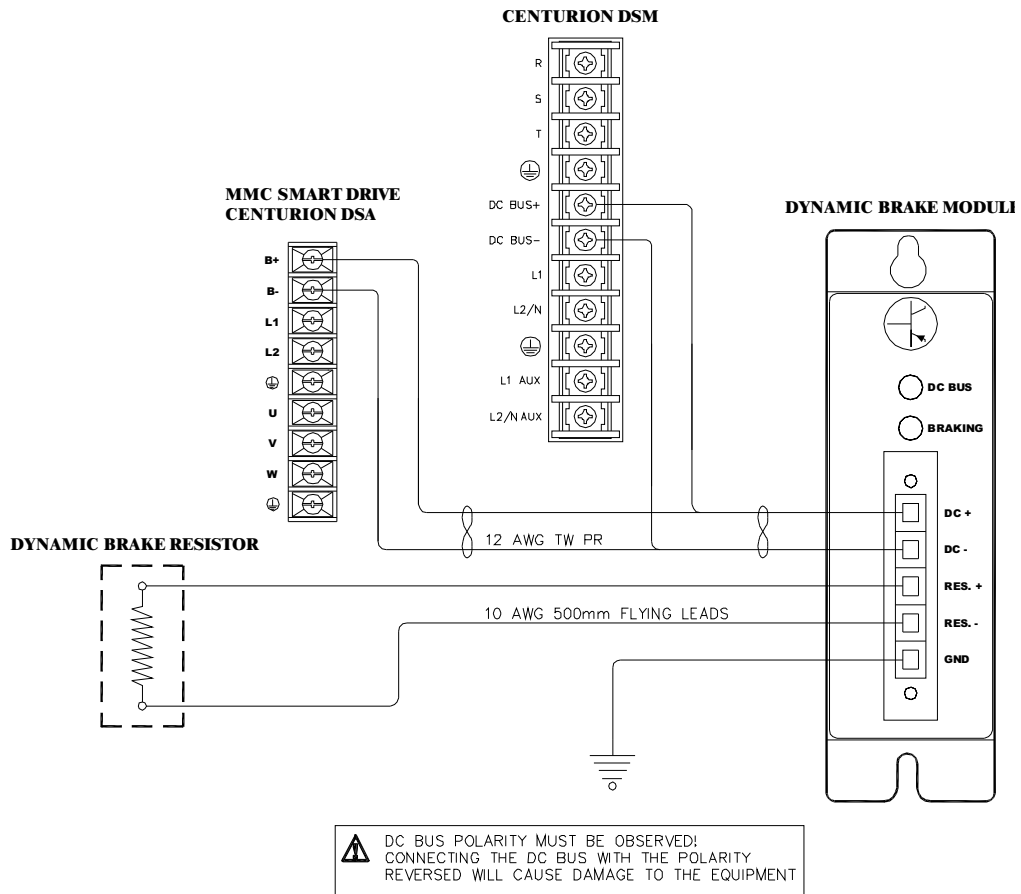 CENTURION DSM
R
S
T
DC BUS+
DC BUS-
L1
L2/N
L1 AUX
L2/N AUX
MMC SMART DRIVE
CENTURION DSA
B+
B-
L1
L2
U
V
W
DYNAMIC BRAKE MODULE
DC BUS
BRAKING
DC +
DC -
RES. +
RES. -
GND
12 AWG TW PR
DYNAMIC BRAKE RESISTOR
10 AWG 500mm FLYING LEADS
DC BUS POLARITY MUST BE OBSERVED!
CONNECTING THE DC BUS WITH THE POLARITY
REVERSED WILL CAUSE DAMAGE TO THE EQUIPMENT